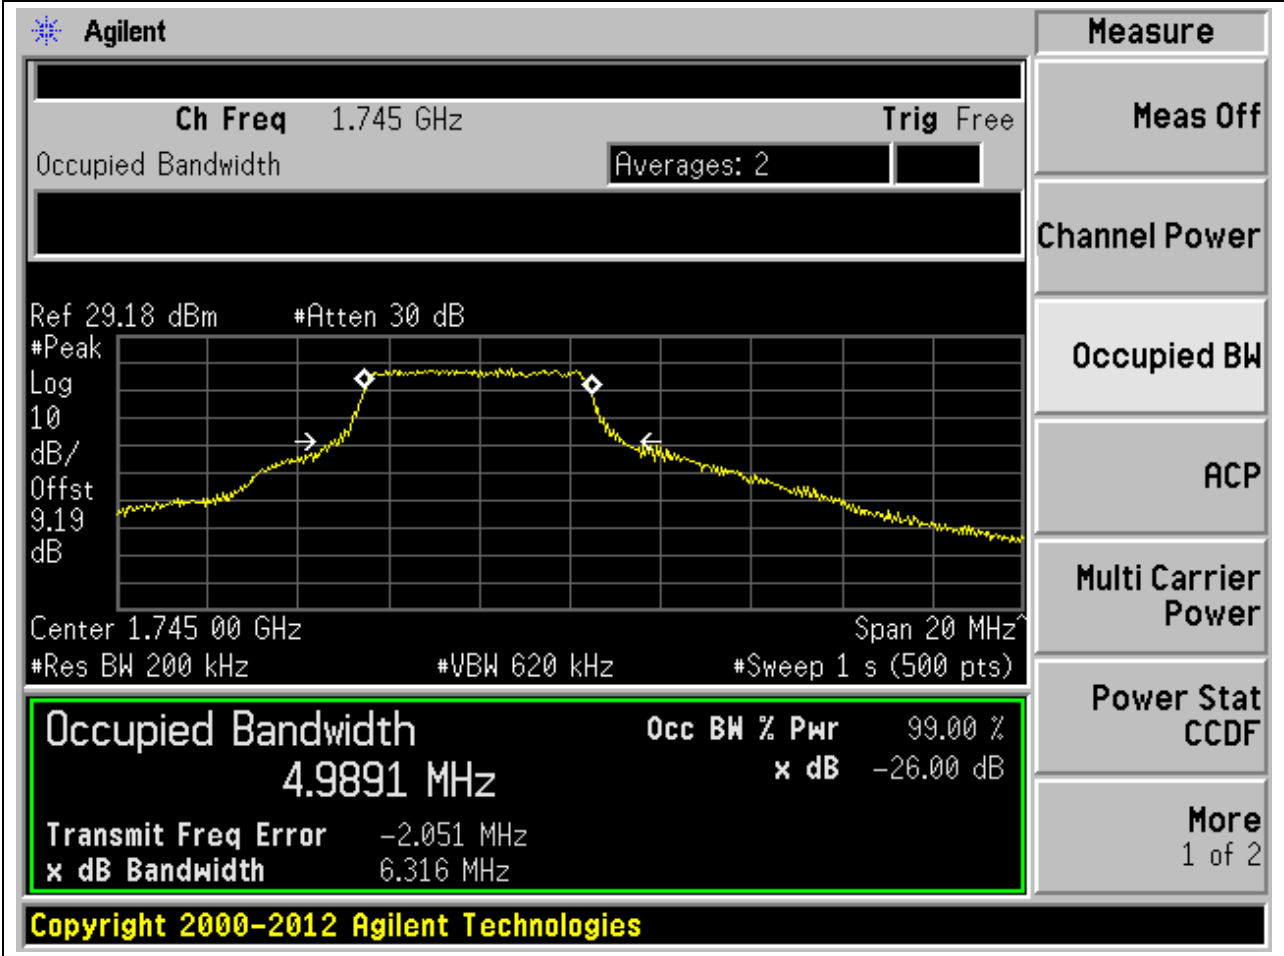 Agilent
Measure
Ch Freq 1.745 GHz Trig Free
Occupied Bandwidth Averages: 2
Meas Off
Channel Power
Occupied BW
ACP
Multi Carrier
Power
Power Stat
CCDF
More
1 of 2
Ref 29.18 dBm #Atten 30 dB
#Peak
Log
10
dB/
Offst
9.19
dB
Center 1.745 00 GHz Span 20 MHz^
#Res BW 200 kHz #VBW 620 kHz #Sweep 1 s (500 pts)
Occupied Bandwidth Occ BW % Pwr 99.00 %
4.9891 MHz x dB -26.00 dB
Transmit Freq Error -2.051 MHz
x dB Bandwidth 6.316 MHz
Copyright 2000-2012 Agilent Technologies